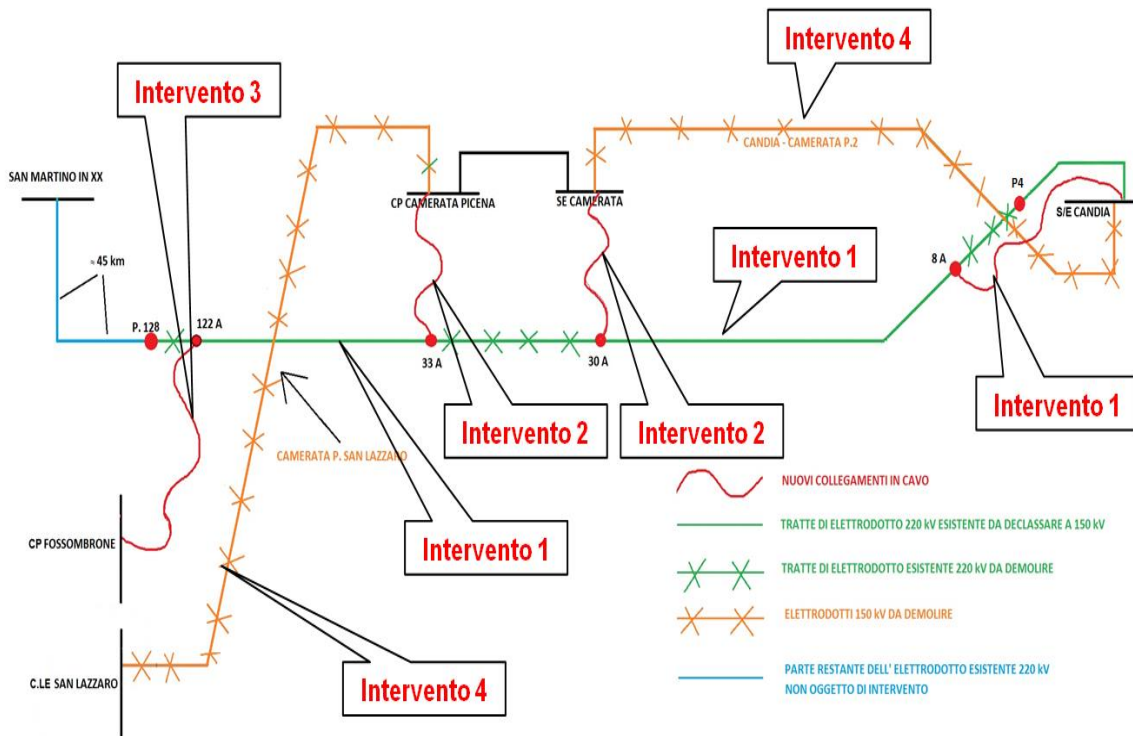 Intervento 4
Intervento 3
CANDIA - CAMERATA P.2
SAN MARTINO IN XX
P4
CP CAMERATA PICENA
SE CAMERATA
S/E CANDIA
≈ 45 km
Intervento 1
8 A
P. 128
122 A
33 A
30 A
Intervento 2
Intervento 2
Intervento 1
CAMERATA P. SAN LAZZARO
NUOVI COLLEGAMENTI IN CAVO
TRATTE DI ELETTRODOTTO 220 kV ESISTENTE DA DECLASSARE A 150 kV
CP FOSSOMBRONE
Intervento 1
TRATTE DI ELETTRODOTTO ESISTENTE 220 kV DA DEMOLIRE
ELETTRODOTTI 150 kV DA DEMOLIRE
C.LE SAN LAZZARO
Intervento 4
PARTE RESTANTE DELL' ELETTRODOTTO ESISTENTE 220 kV
NON OGGETTO DI INTERVENTO